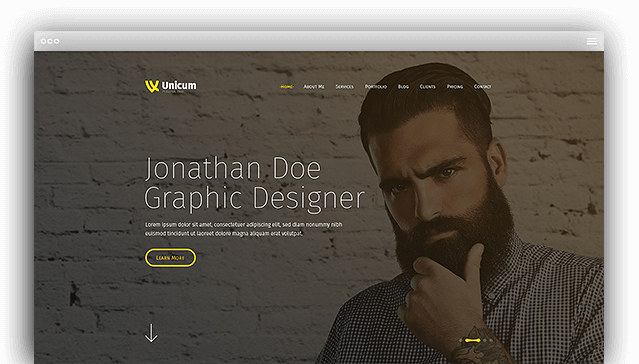 Unicum
Home About Me Services Portfolio Blog Clients Pricing Contact
Jonathan Doe
Graphic Designer
Lorem ipsum dolor sit amet, consectetuer adipiscing elit, sed diam nonummy nibh
euismod tincidunt ut laoreet dolore magna aliquam erat volutpat.
Learn More